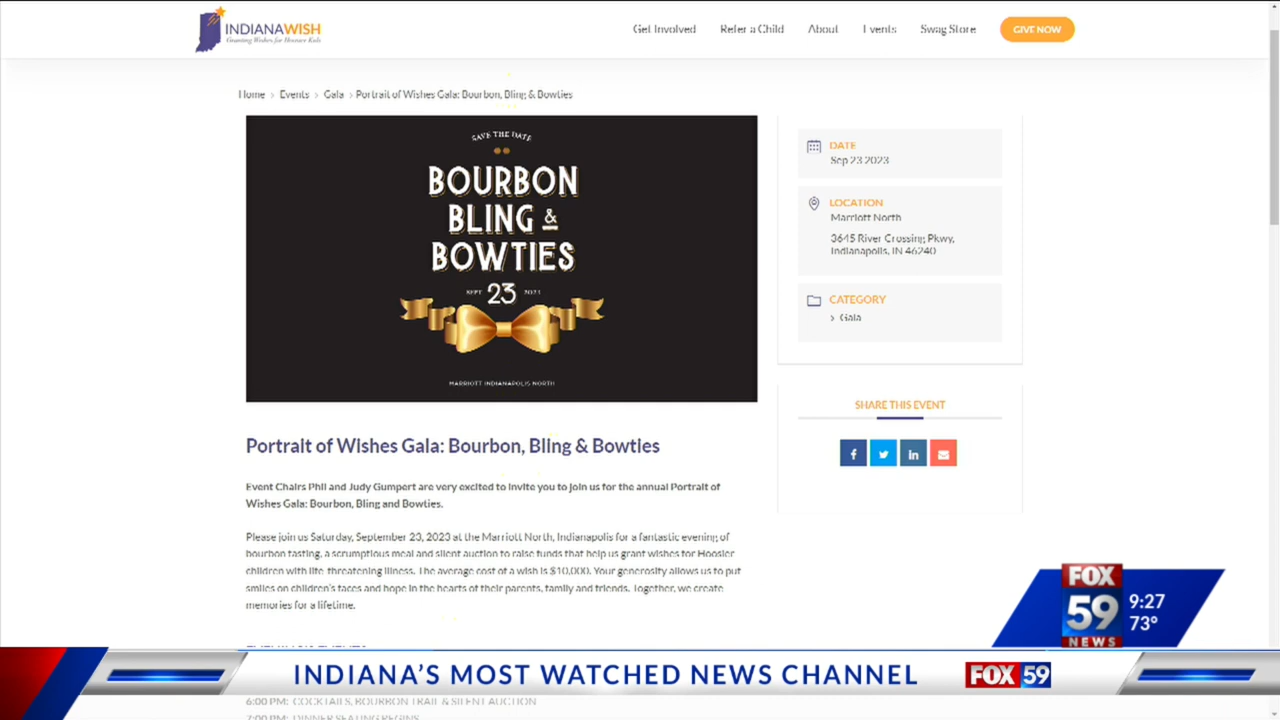 INDIANAWISH
Granting Wishes for Hoosier Kids
Get Involved Refer a Child About Events Swag Store GIVE NOW
Home > Events > Gala > Portrait of Wishes Gala: Bourbon, Bling & Bowties
SAVE THE DATE
BOURBON
BLING &
BOWTIES
SEPT 23 2023
MARRIOTT INDIANAPOLIS NORTH
DATE
Sep 23 2023
LOCATION
Marriott North
3645 River Crossing Pkwy,
Indianapolis, IN 46240
CATEGORY
> Gala
SHARE THIS EVENT
Portrait of Wishes Gala: Bourbon, Bling & Bowties
Event Chairs Phil and Judy Gumpert are very excited to invite you to join us for the annual Portrait of
Wishes Gala: Bourbon, Bling and Bowties.
Please join us Saturday, September 23, 2023 at the Marriott North, Indianapolis for a fantastic evening of
bourbon tasting, a scrumptious meal and silent auction to raise funds that help us grant wishes for Hoosier
children with life-threatening illness. The average cost of a wish is $10,000. Your generosity allows us to put
smiles on children's faces and hope in the hearts of their parents, family and friends. Together, we create
memories for a lifetime.
FOX
59
NEWS
9:27
73°
INDIANA'S MOST WATCHED NEWS CHANNEL FOX 59
6:00 PM: COCKTAILS, BOURBON TRAIL & SILENT AUCTION
7:00 PM: DINNER SEATING BEGINS